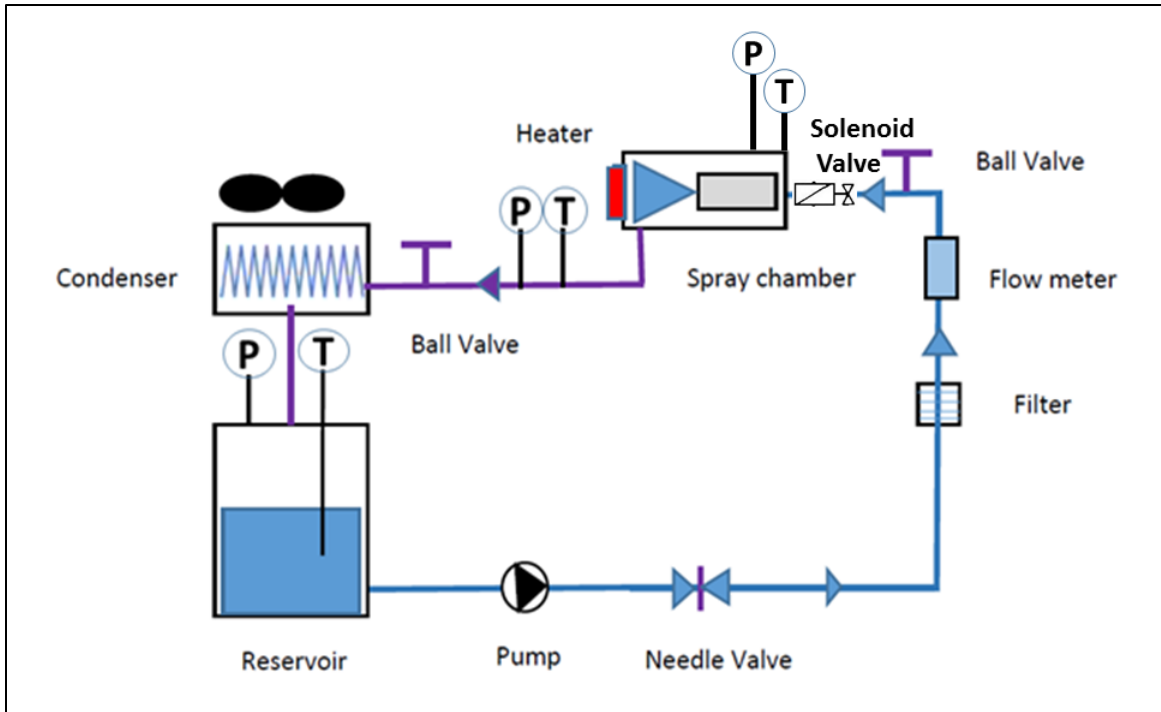 P
T
Heater
Solenoid
Valve
Ball Valve
P
T
Condenser
Spray chamber
Flow meter
Ball Valve
P
T
Filter
Reservoir
Pump
Needle Valve